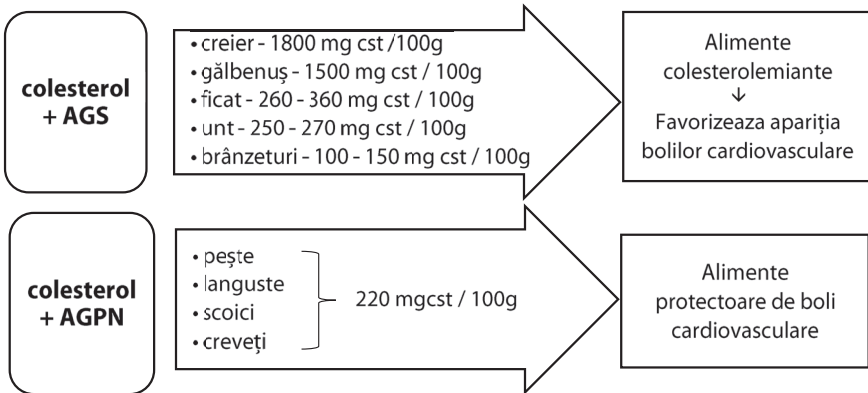 colesterol
+ AGS
• creier - 1800 mg cst /100g
• gălbenuș - 1500 mg cst / 100g
• ficat - 260 - 360 mg cst / 100g
• unt - 250 - 270 mg cst / 100g
• brânzeturi - 100 - 150 mg cst / 100g
Alimente
colesterolemiante
↓
Favorizeaza apariția
bolilor cardiovasculare
colesterol
+ AGPN
• pește
• languste
• scoici
• creveți
220 mgcst / 100g
Alimente
protectoare de boli
cardiovasculare